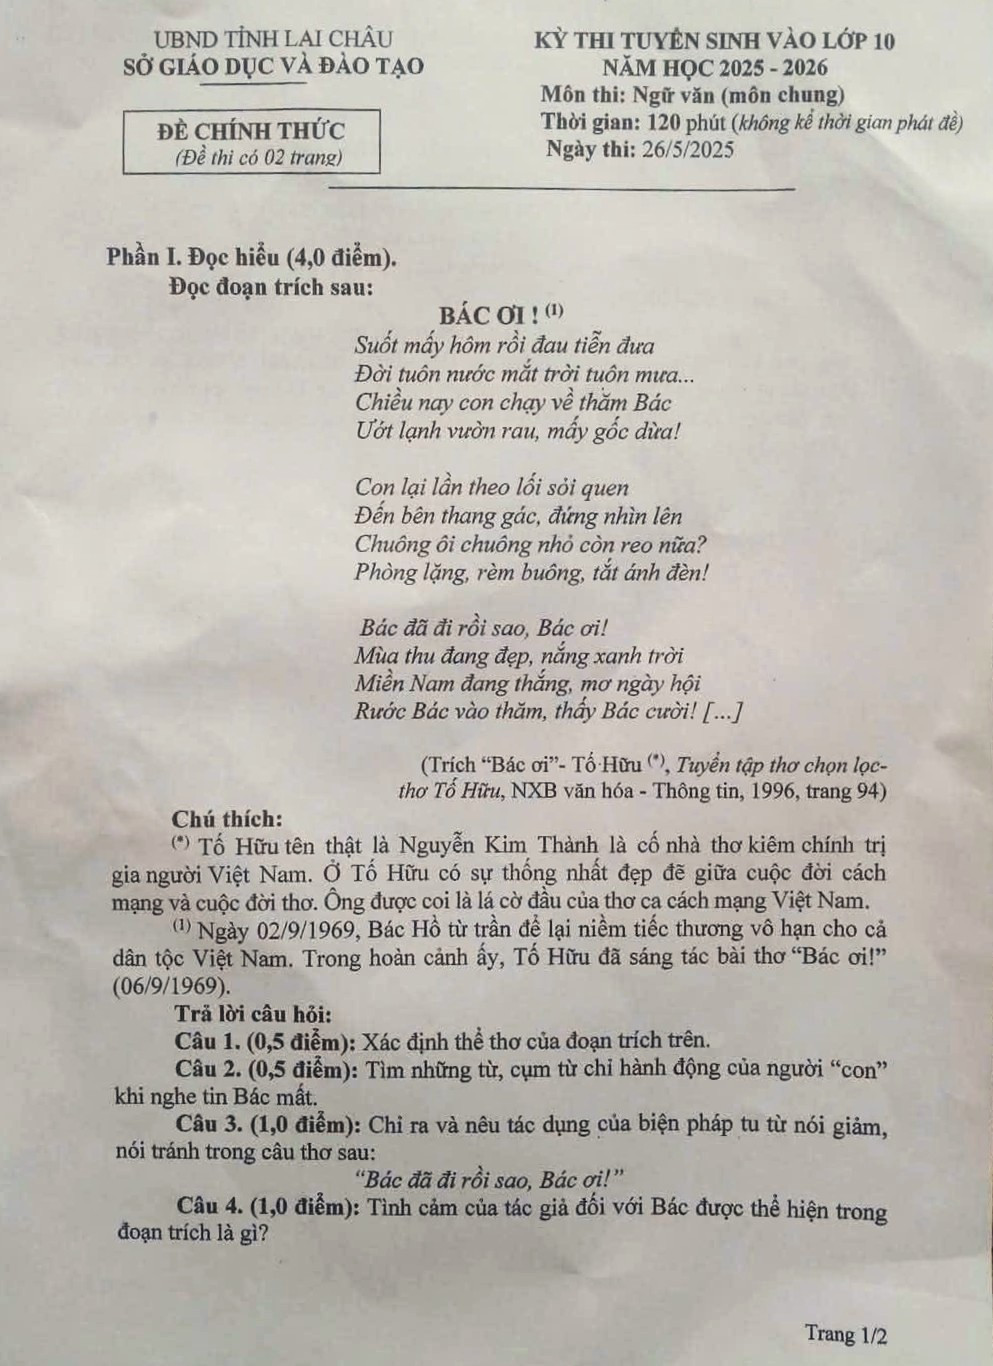 UBND TỈNH LAI CHÂU
SỞ GIÁO DỤC VÀ ĐÀO TẠO
ĐỀ CHÍNH THỨC
(Đề thi có 02 trang)
KỲ THI TUYỂN SINH VÀO LỚP 10
NĂM HỌC 2025 - 2026
Môn thi: Ngữ văn (môn chung)
Thời gian: 120 phút (không kể thời gian phát đề)
Ngày thi: 26/5/2025
Phần I. Đọc hiểu (4,0 điểm).
Đọc đoạn trích sau:
BÁC ƠI ! (1)
Suốt mấy hôm rồi đau tiễn đưa
Đời tuôn nước mắt trời tuôn mưa...
Chiều nay con chạy về thăm Bác
Ướt lạnh vườn rau, mấy gốc dừa!
Con lại lần theo lối sỏi quen
Đến bên thang gác, đứng nhìn lên
Chuông ôi chuông nhỏ còn reo nữa?
Phòng lặng, rèm buông, tắt ánh đèn!
Bác đã đi rồi sao, Bác ơi!
Mùa thu đang đẹp, nắng xanh trời
Miền Nam đang thắng, mơ ngày hội
Rước Bác vào thăm, thấy Bác cười! [...]
(Trích “Bác ơi”- Tố Hữu (*), Tuyển tập thơ chọn lọc-
thơ Tố Hữu, NXB văn hóa - Thông tin, 1996, trang 94)
Chú thích:
(*) Tố Hữu tên thật là Nguyễn Kim Thành là cố nhà thơ kiêm chính trị
gia người Việt Nam. Ở Tố Hữu có sự thống nhất đẹp đẽ giữa cuộc đời cách
mạng và cuộc đời thơ. Ông được coi là lá cờ đầu của thơ ca cách mạng Việt Nam.
(1) Ngày 02/9/1969, Bác Hồ từ trần để lại niềm tiếc thương vô hạn cho cả
dân tộc Việt Nam. Trong hoàn cảnh ấy, Tố Hữu đã sáng tác bài thơ “Bác ơi!”
(06/9/1969).
Trả lời câu hỏi:
Câu 1. (0,5 điểm): Xác định thể thơ của đoạn trích trên.
Câu 2. (0,5 điểm): Tìm những từ, cụm từ chỉ hành động của người “con”
khi nghe tin Bác mất.
Câu 3. (1,0 điểm): Chỉ ra và nêu tác dụng của biện pháp tu từ nói giảm,
nói tránh trong câu thơ sau:
“Bác đã đi rồi sao, Bác ơi!”
Câu 4. (1,0 điểm): Tình cảm của tác giả đối với Bác được thể hiện trong
đoạn trích là gì?
Trang 1/2